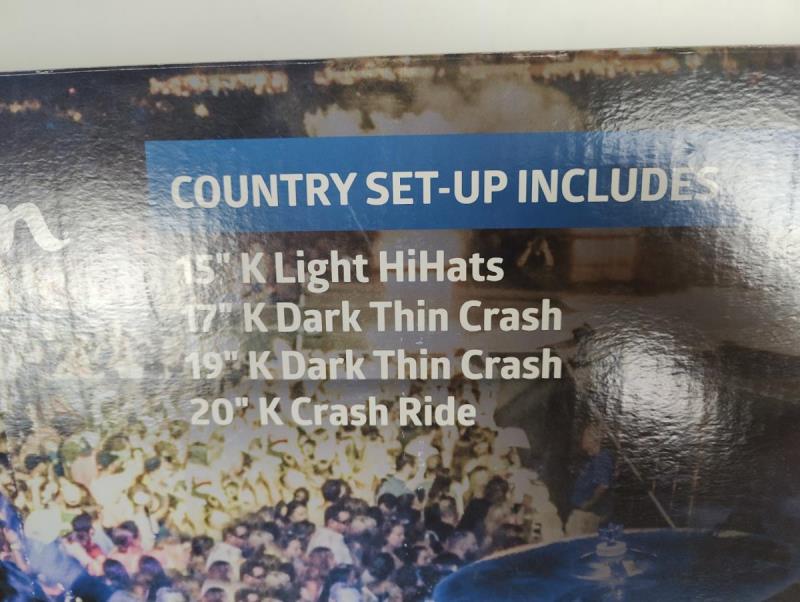 COUNTRY SET-UP INCLUDES
15" K Light HiHats
17" K Dark Thin Crash
19" K Dark Thin Crash
20" K Crash Ride